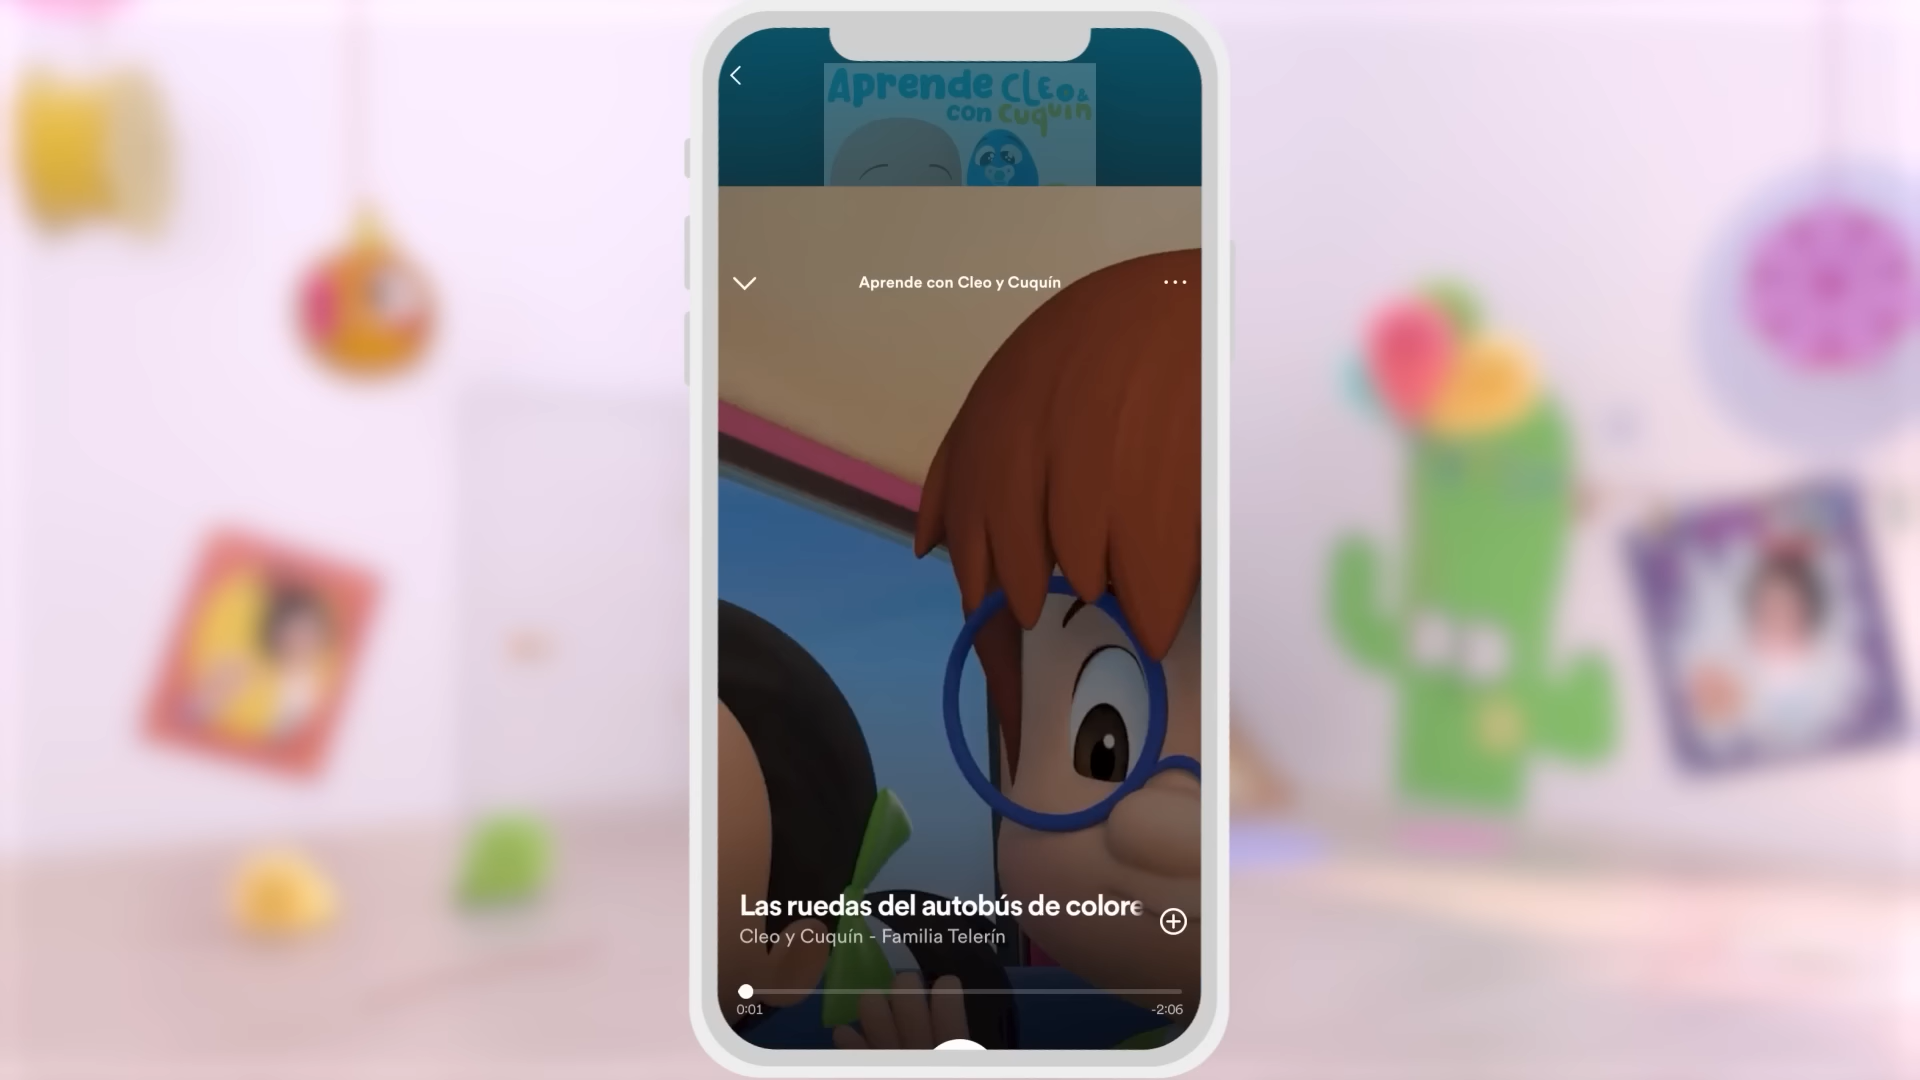 Aprende CLEO &
con Cuquín
Aprende con Cleo y Cuquín
Las ruedas del autobús de colore
Cleo y Cuquín - Familia Telerín
0:01
-2:06